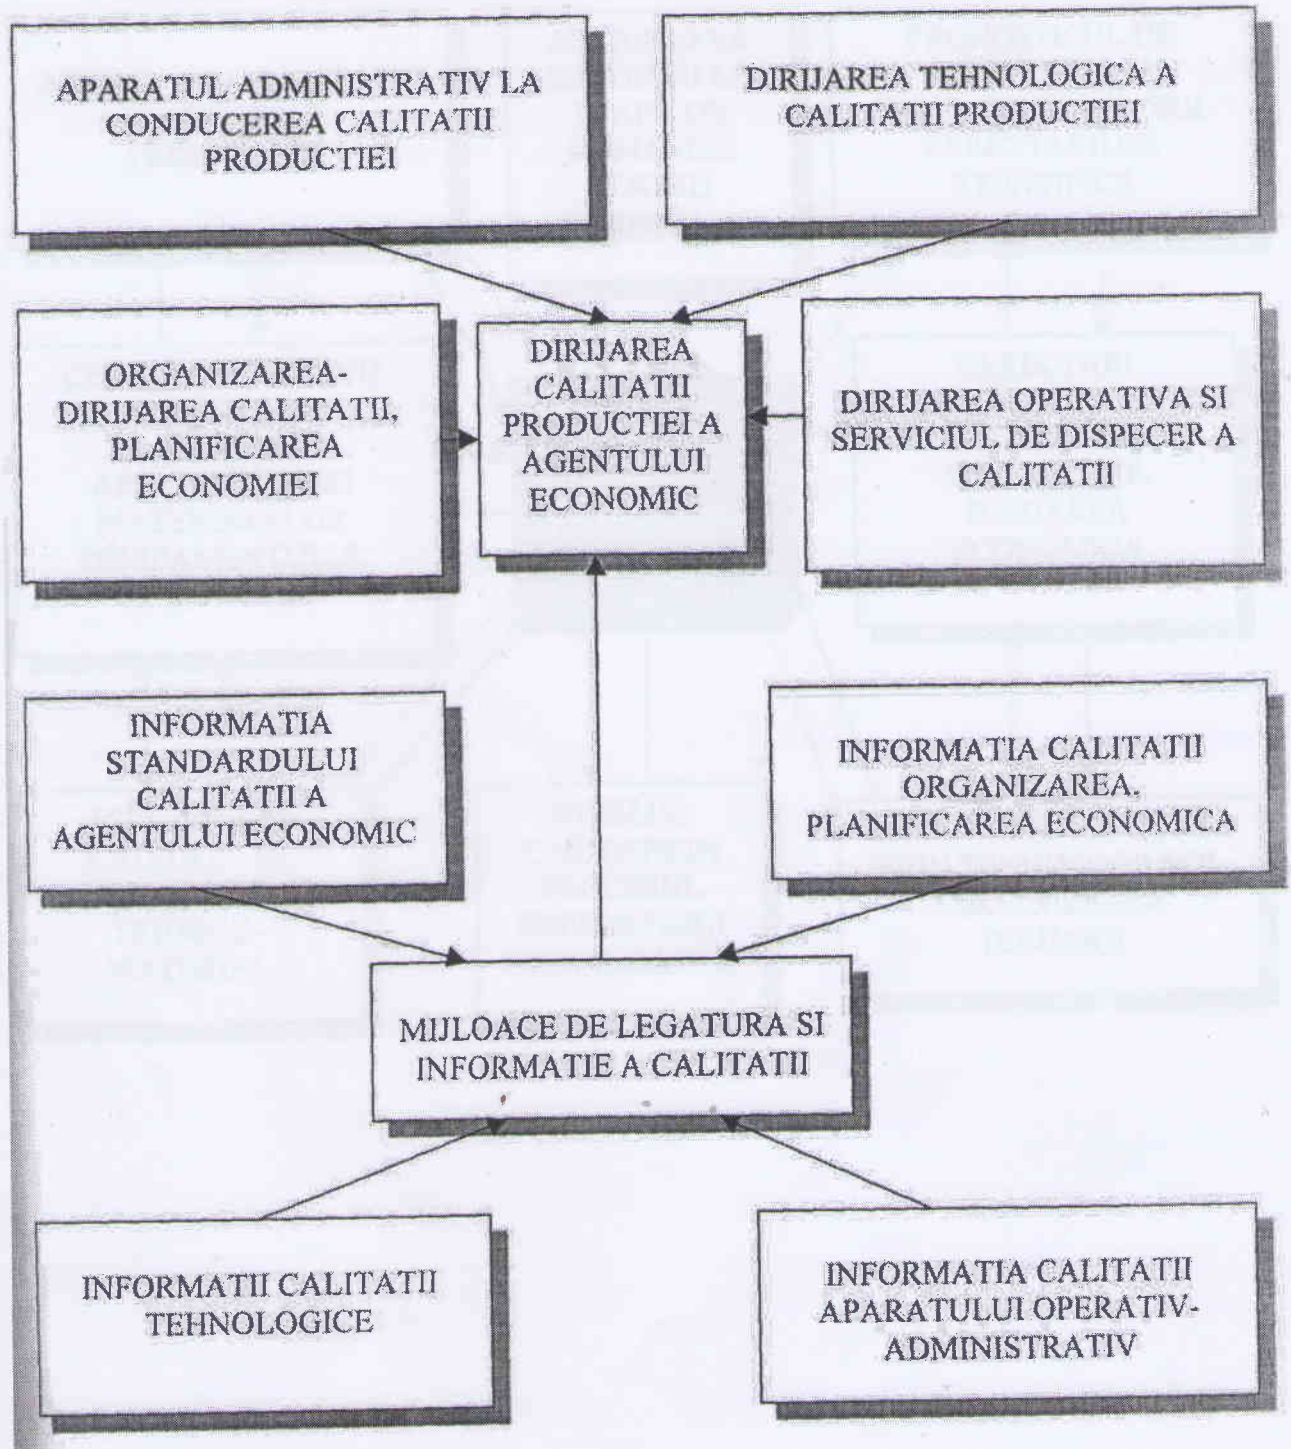 APARATUL ADMINISTRATIV LA
CONDUCEREA CALITATII
PRODUCTIEI
DIRIJAREA TEHNOLOGICA A
CALITATII PRODUCTIEI
ORGANIZAREA-
DIRIJAREA CALITATII,
PLANIFICAREA
ECONOMIEI
DIRIJAREA
CALITATII
PRODUCTIEI A
AGENTULUI
ECONOMIC
DIRIJAREA OPERATIVA SI
SERVICIUL DE DISPECER A
CALITATII
INFORMATIA
STANDARDULUI
CALITATII A
AGENTULUI ECONOMIC
INFORMATIA CALITATII
ORGANIZAREA,
PLANIFICAREA ECONOMICA
MIJLOACE DE LEGATURA SI
INFORMATIE A CALITATII
INFORMATII CALITATII
TEHNOLOGICE
INFORMATIA CALITATII
APARATULUI OPERATIV-
ADMINISTRATIV